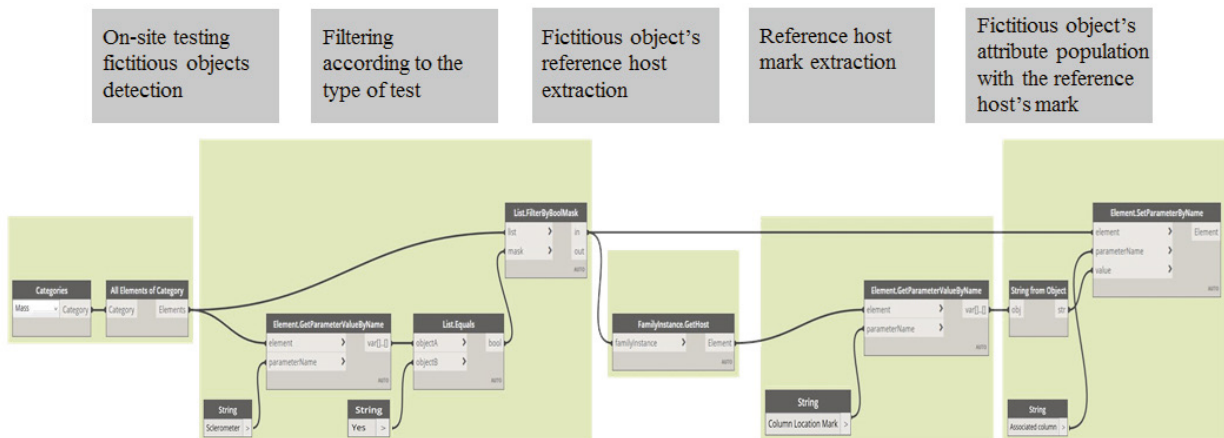 On-site testing
fictitious objects
detection
Filtering
according to the
type of test
Fictitious object's
reference host
extraction
Reference host
mark extraction
Fictitious object's
attribute population
with the reference
host's mark
Categories
Mass
Category
All Elements of Category
Category
Elements
Element.GetParameterValueByName
element
var[]..[]
parameterName
AUTO
String
Sclerometer
>
List.Equals
objectA
bool
objectB
AUTO
String
Yes
>
List.FilterByBoolMask
list
in
mask
out
AUTO
FamilyInstance.GetHost
familyInstance
Element
AUTO
Element.GetParameterValueByName
element
var[]..[]
parameterName
AUTO
String
Column Location Mark
>
String from Object
obj
str
String
Associated column
>
Element.SetParameterByName
element
Element
parameterName
value
AUTO